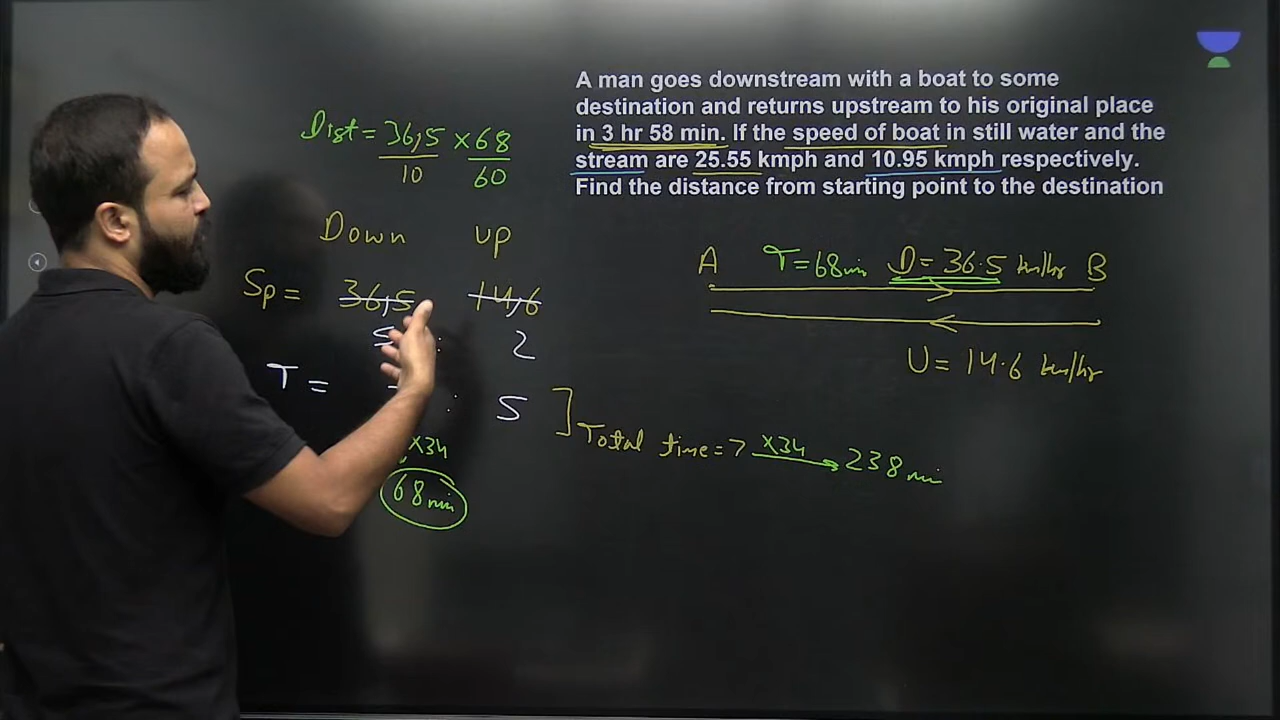 A man goes downstream with a boat to some
destination and returns upstream to his original place
in 3 hr 58 min. If the speed of boat in still water and the
stream are 25.55 kmph and 10.95 kmph respectively.
Find the distance from starting point to the destination
Dist = 36,5/10 × 68/60
Down up
Sp = 36,5 14,6
5 : 2
T = : 5
×34
68 min
Total time = 7 ×34 → 238 min
A T = 68 min D = 36.5 km/hr B
U = 14.6 km/hr